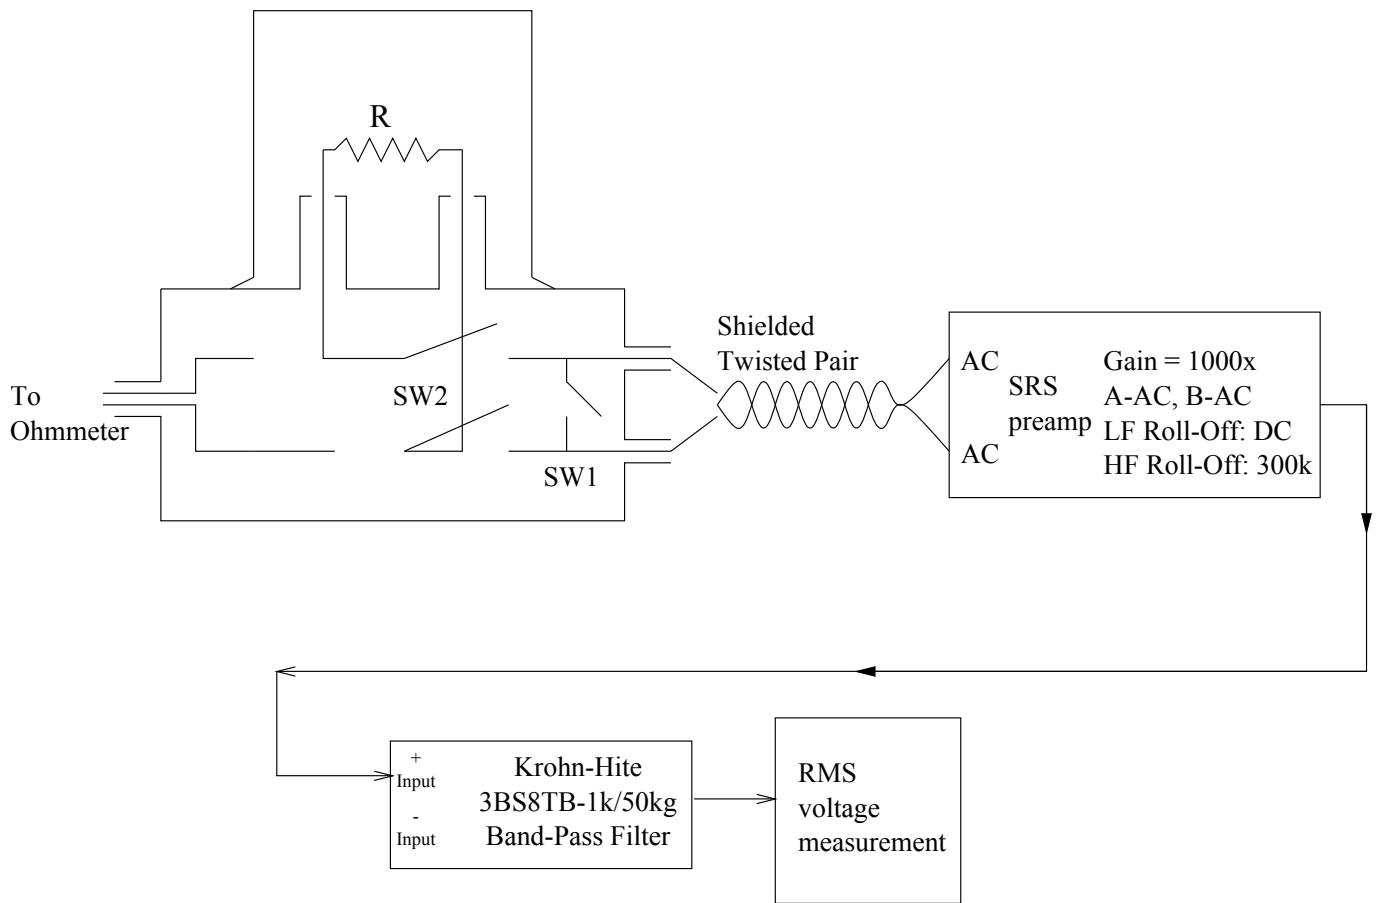 R
To
Ohmmeter
SW2
SW1
Shielded
Twisted Pair
AC
AC
SRS
preamp
Gain = 1000x
A-AC, B-AC
LF Roll-Off: DC
HF Roll-Off: 300k
+
Input
-
Input
Krohn-Hite
3BS8TB-1k/50kg
Band-Pass Filter
RMS
voltage
measurement